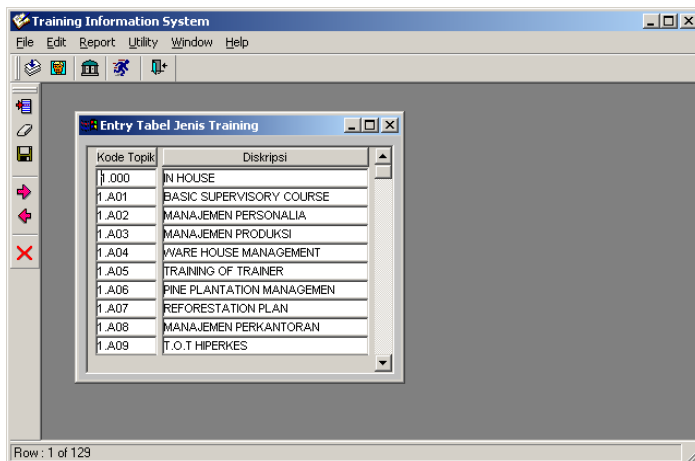 Training Information System
File Edit Report Utility Window Help
Entry Tabel Jenis Training
Kode Topik Diskripsi
1.000 IN HOUSE
1.A01 BASIC SUPERVISORY COURSE
1.A02 MANAJEMEN PERSONALIA
1.A03 MANAJEMEN PRODUKSI
1.A04 WARE HOUSE MANAGEMENT
1.A05 TRAINING OF TRAINER
1.A06 PINE PLANTATION MANAGEMEN
1.A07 REFORESTATION PLAN
1.A08 MANAJEMEN PERKANTORAN
1.A09 T.O.T HIPERKES
Row : 1 of 129